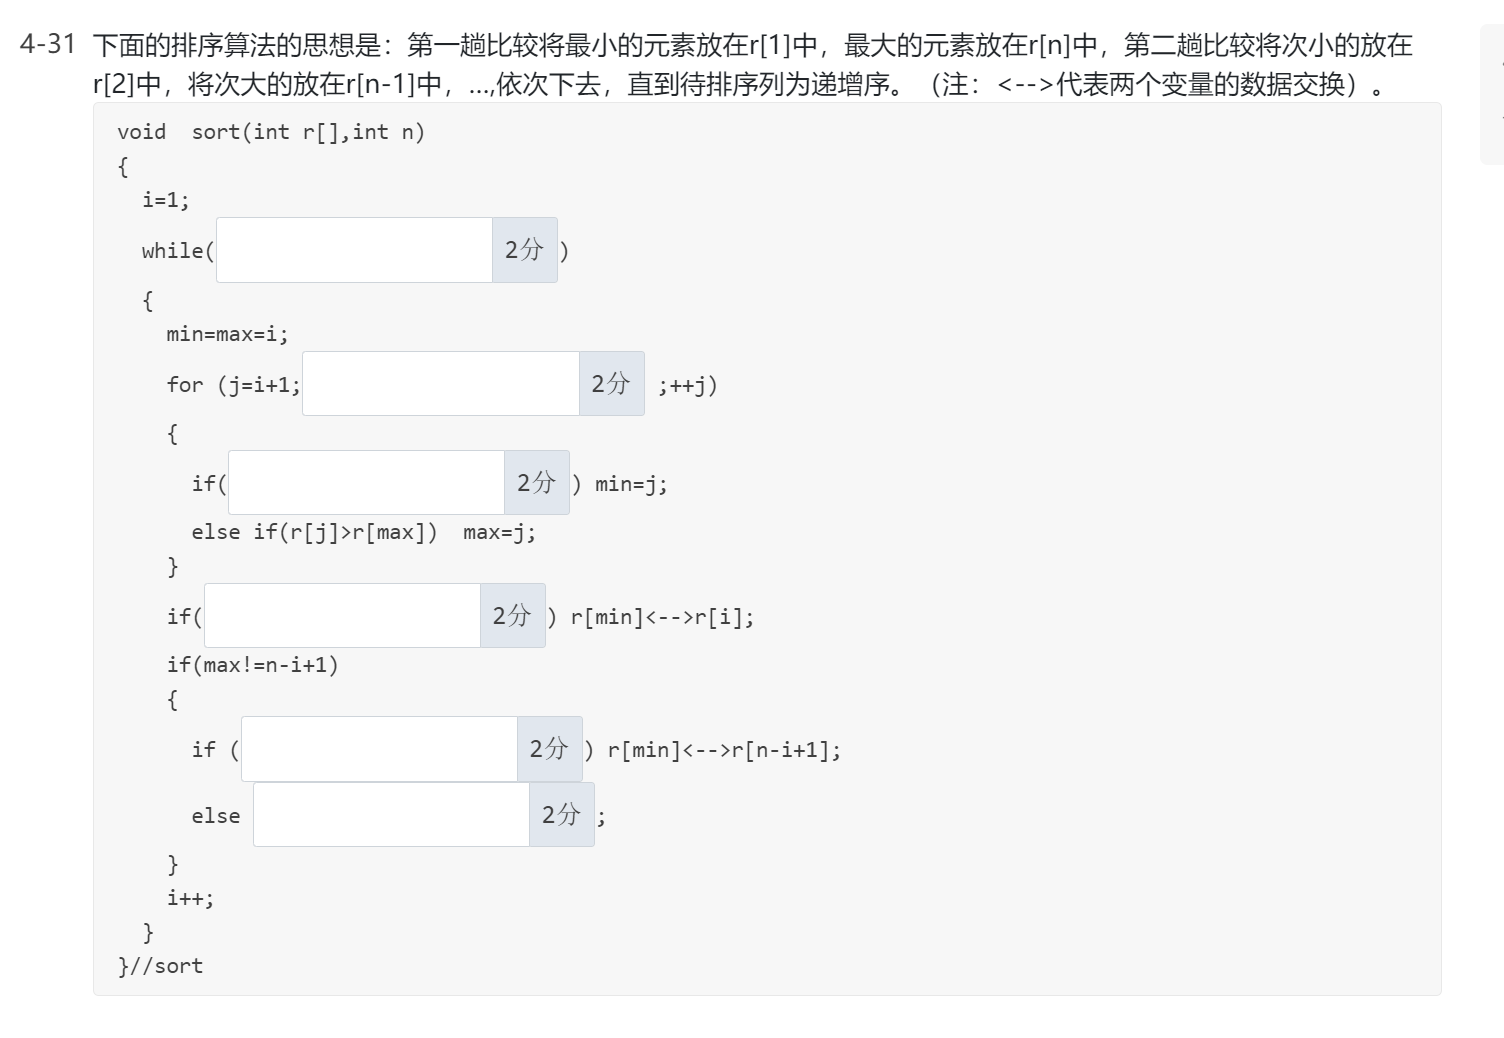 4-31 下面的排序算法的思想是：第一趟比较将最小的元素放在r[1]中，最大的元素放在r[n]中，第二趟比较将次小的放在
r[2]中，将次大的放在r[n-1]中，...,依次下去，直到待排序列为递增序。（注：<-->代表两个变量的数据交换）。
void  sort(int r[],int n)
{
  i=1;
  while( 2分 )
  {
    min=max=i;
    for (j=i+1; 2分 ;++j)
    {
      if( 2分 ) min=j;
      else if(r[j]>r[max])  max=j;
    }
    if( 2分 ) r[min]<-->r[i];
    if(max!=n-i+1)
    {
      if ( 2分 ) r[min]<-->r[n-i+1];
      else 2分 ;
    }
    i++;
  }
}//sort